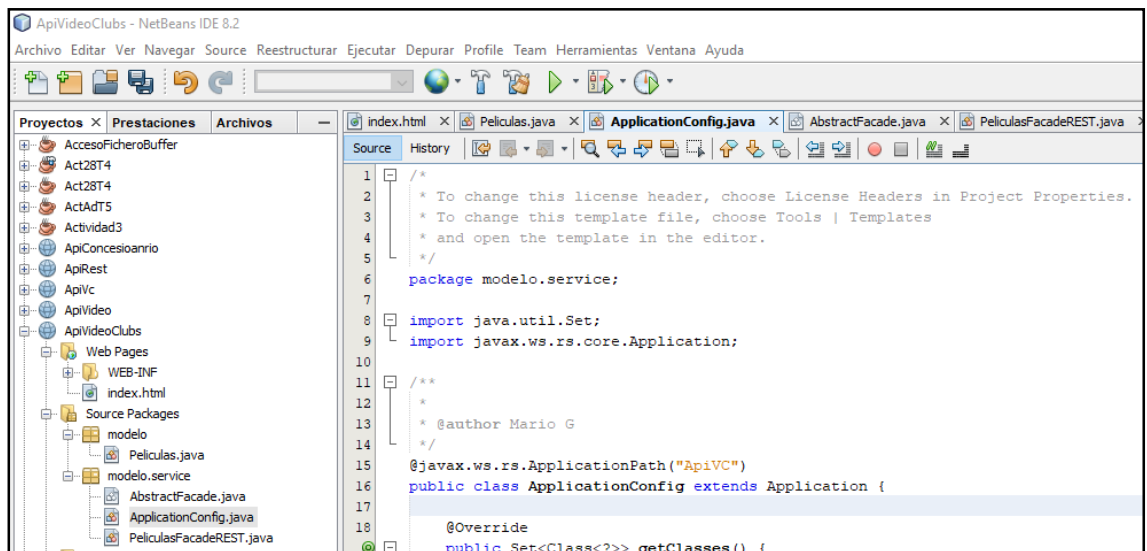 ApiVideoClubs - NetBeans IDE 8.2
Archivo Editar Ver Navegar Source Reestructurar Ejecutar Depurar Profile Team Herramientas Ventana Ayuda
Proyectos Prestaciones Archivos
AccesoFicheroBuffer
Act28T4
Act28T4
ActAdT5
Actividad3
ApiConcesioanrio
ApiRest
ApiVc
ApiVideo
ApiVideoClubs
Web Pages
WEB-INF
index.html
Source Packages
modelo
Peliculas.java
modelo.service
AbstractFacade.java
ApplicationConfig.java
PeliculasFacadeREST.java
index.html Peliculas.java ApplicationConfig.java AbstractFacade.java PeliculasFacadeREST.java
Source History
1 /*
2 * To change this license header, choose License Headers in Project Properties.
3 * To change this template file, choose Tools | Templates
4 * and open the template in the editor.
5 */
6 package modelo.service;
7
8 import java.util.Set;
9 import javax.ws.rs.core.Application;
10
11 /**
12 *
13 * @author Mario G
14 */
15 @javax.ws.rs.ApplicationPath("ApiVC")
16 public class ApplicationConfig extends Application {
17
18 @Override
public Set<Class<?>> getClasses() {